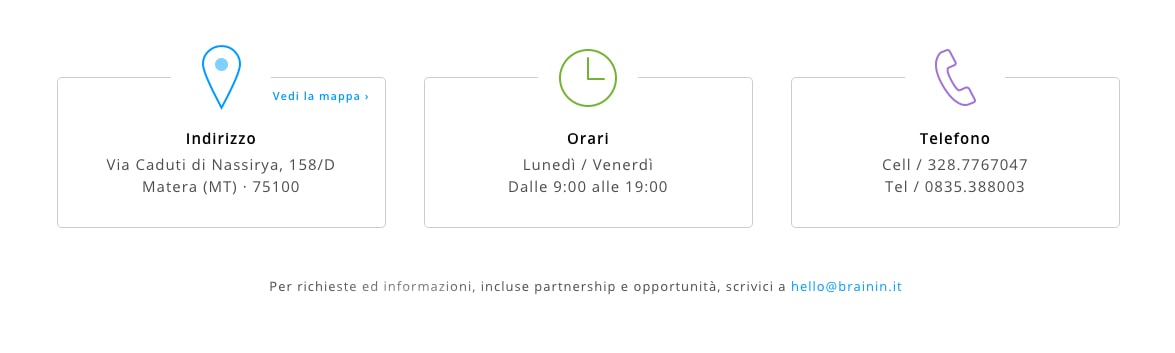 Vedi la mappa ›
Indirizzo
Via Caduti di Nassirya, 158/D
Matera (MT) · 75100
Orari
Lunedì / Venerdì
Dalle 9:00 alle 19:00
Telefono
Cell / 328.7767047
Tel / 0835.388003
Per richieste ed informazioni, incluse partnership e opportunità, scrivici a hello@brainin.it